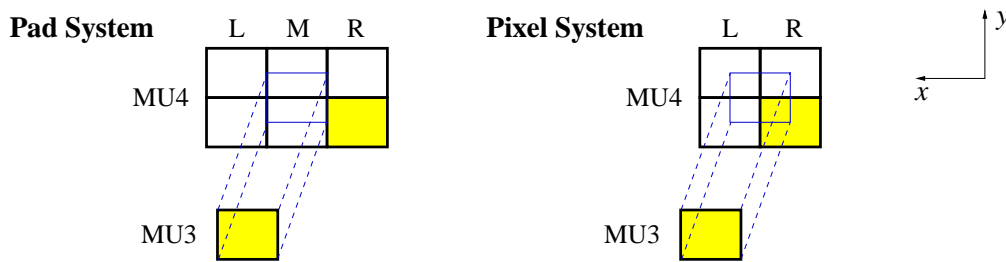 Pad System
L M R
MU4
MU3
Pixel System
L R
MU4
MU3
y
x